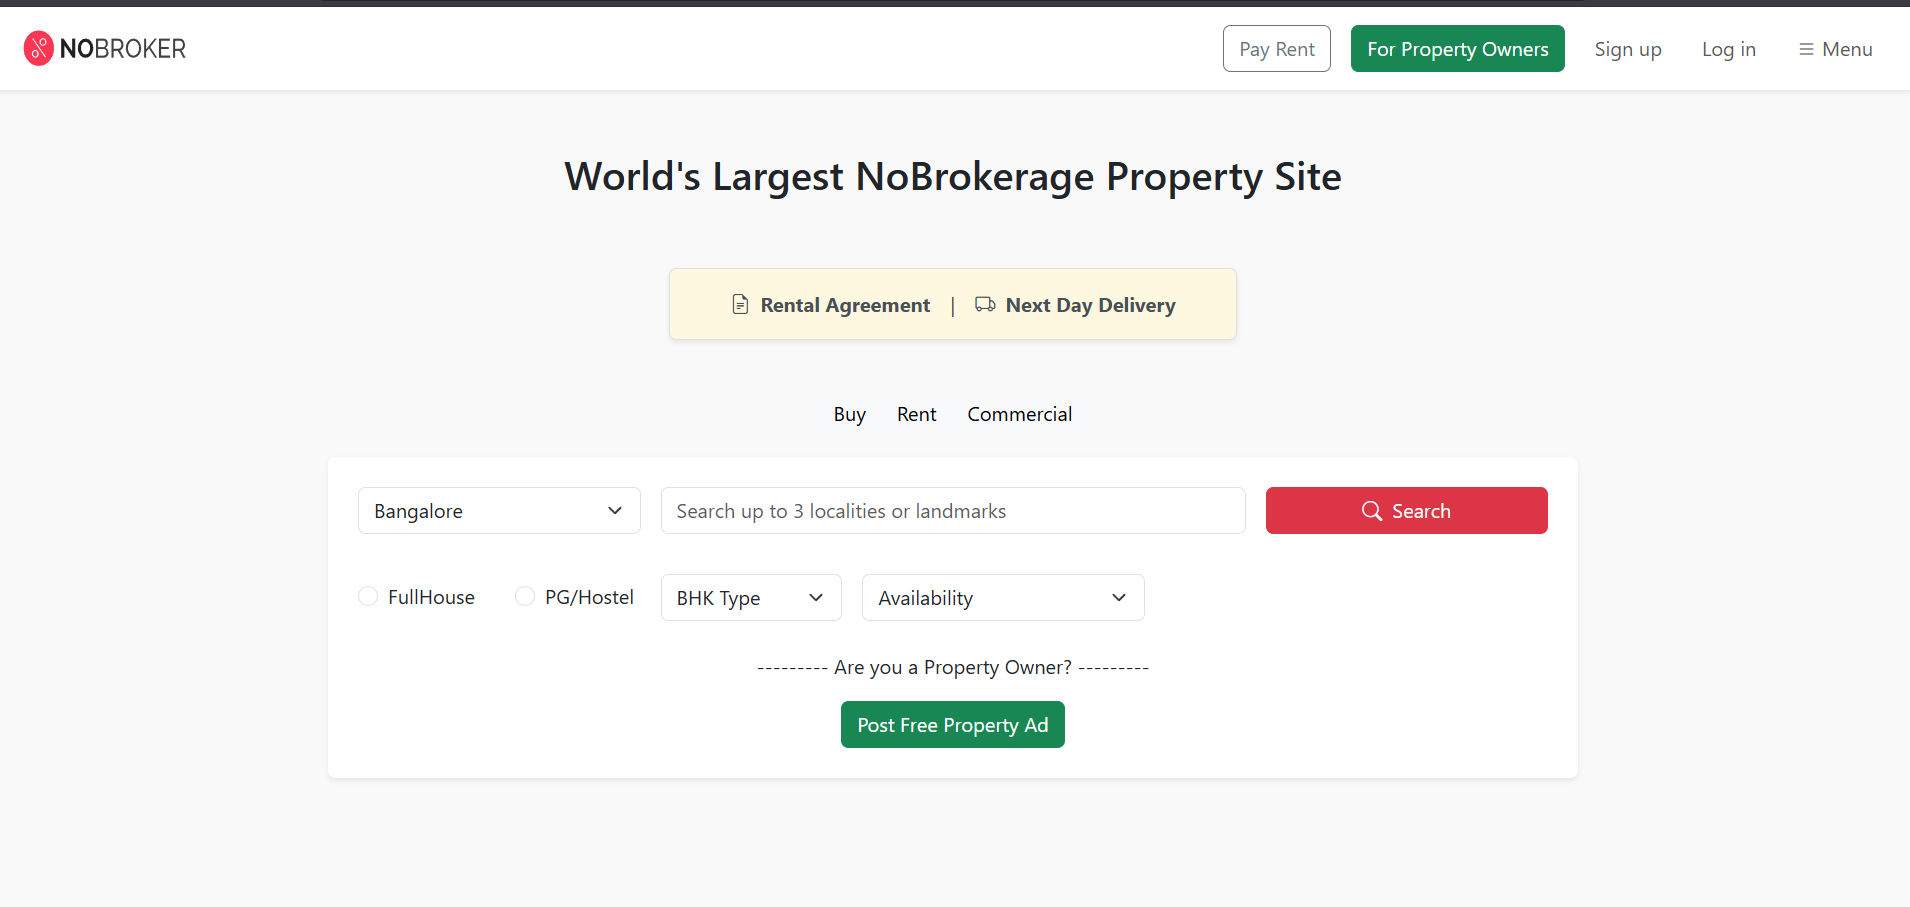 NOBROKER Pay Rent For Property Owners Sign up Log in Menu
World's Largest NoBrokerage Property Site
Rental Agreement | Next Day Delivery
Buy Rent Commercial
Bangalore Search up to 3 localities or landmarks Search
FullHouse PG/Hostel BHK Type Availability
--------- Are you a Property Owner? ---------
Post Free Property Ad